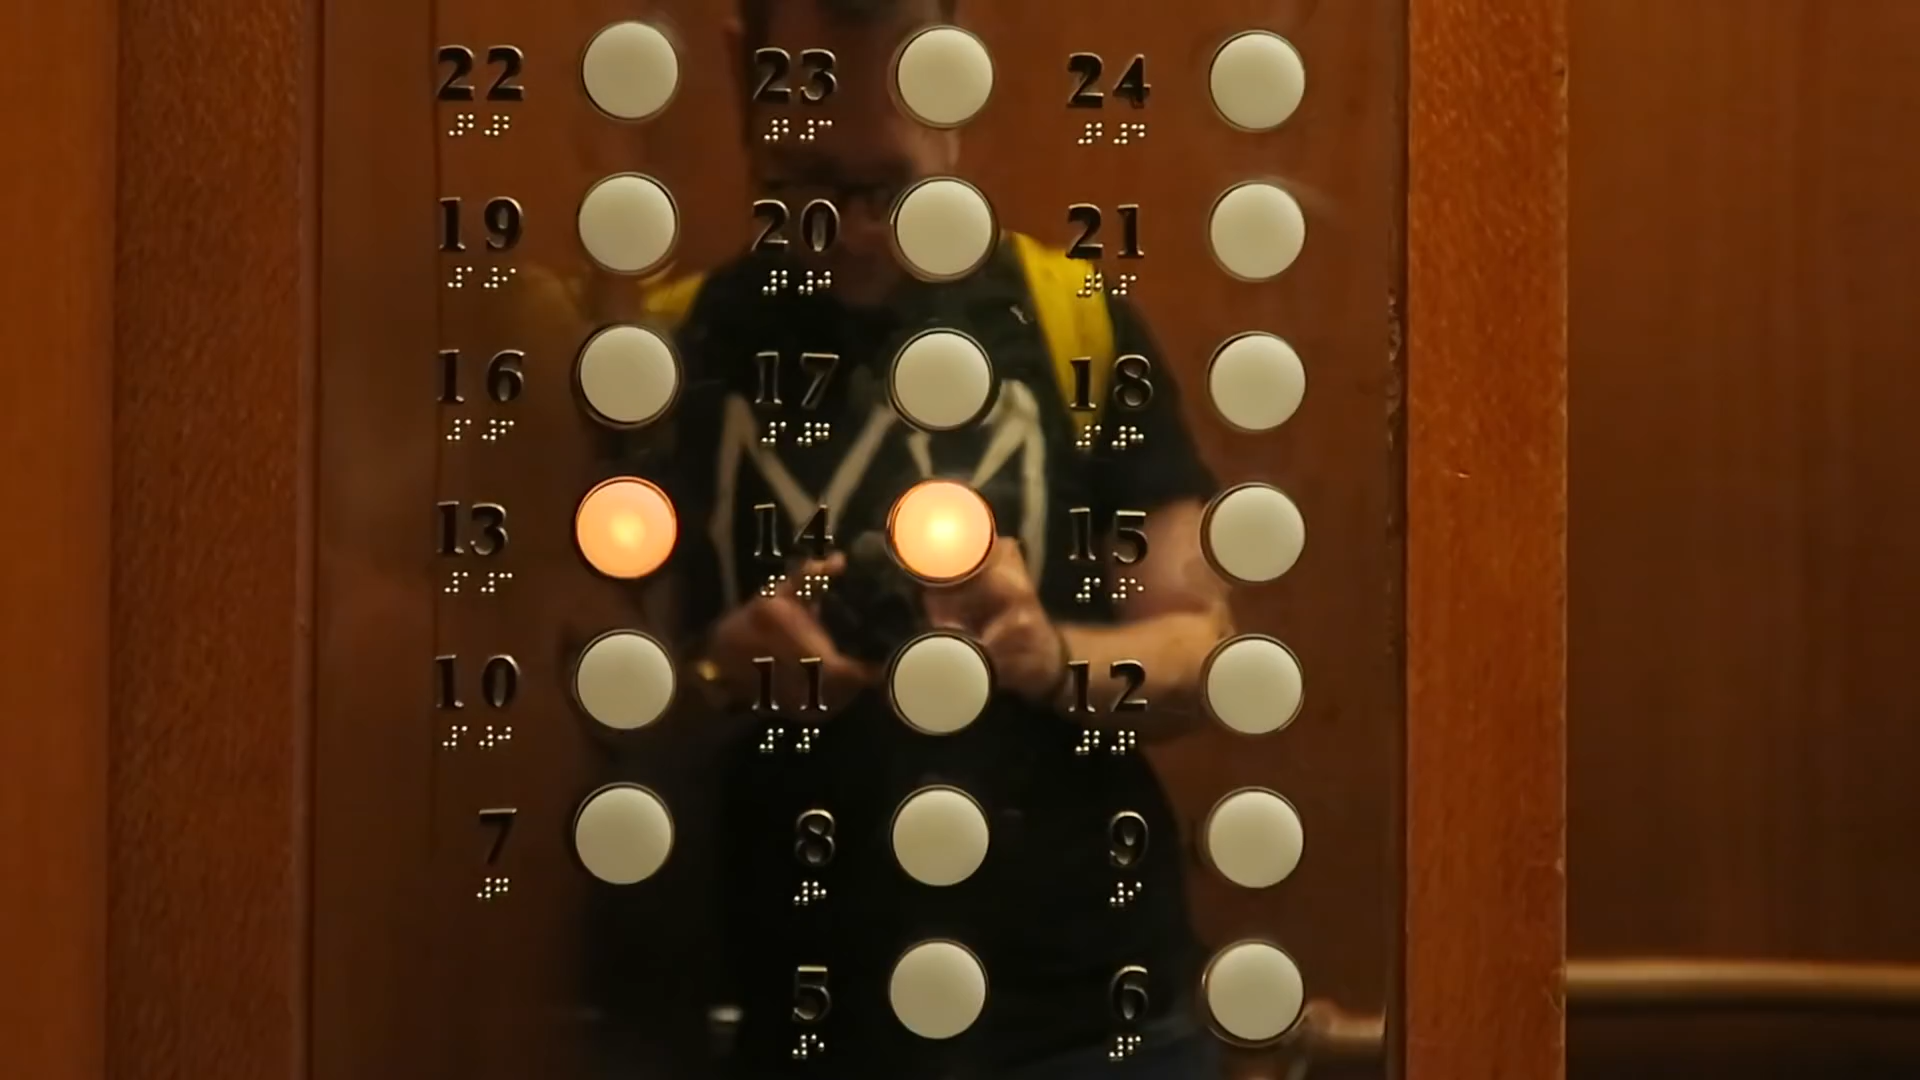 22 23 24
⠼⠃ ⠼⠃ ⠼⠃ ⠼⠉ ⠼⠃ ⠼⠙
19 20 21
16 17 18
13 14 15
10 11 12
7 8 9
5 6